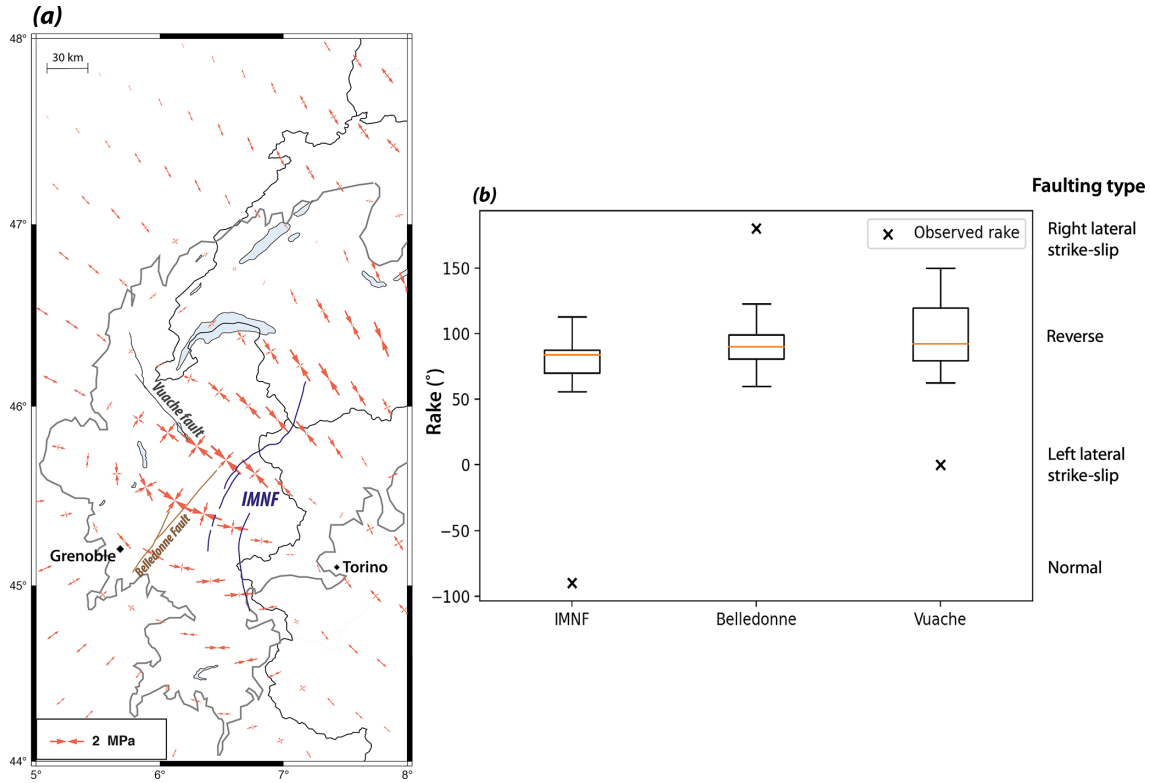 (a)
48°
30 km
47°
46°
Vuache fault
IMNF
Belledonne Fault
Grenoble
Torino
45°
2 MPa
44°
5° 6° 7° 8°
(b)
Faulting type
Observed rake
Right lateral
strike-slip
150
100
Reverse
50
Rake (°)
0
Left lateral
strike-slip
−50
Normal
−100
IMNF Belledonne Vuache